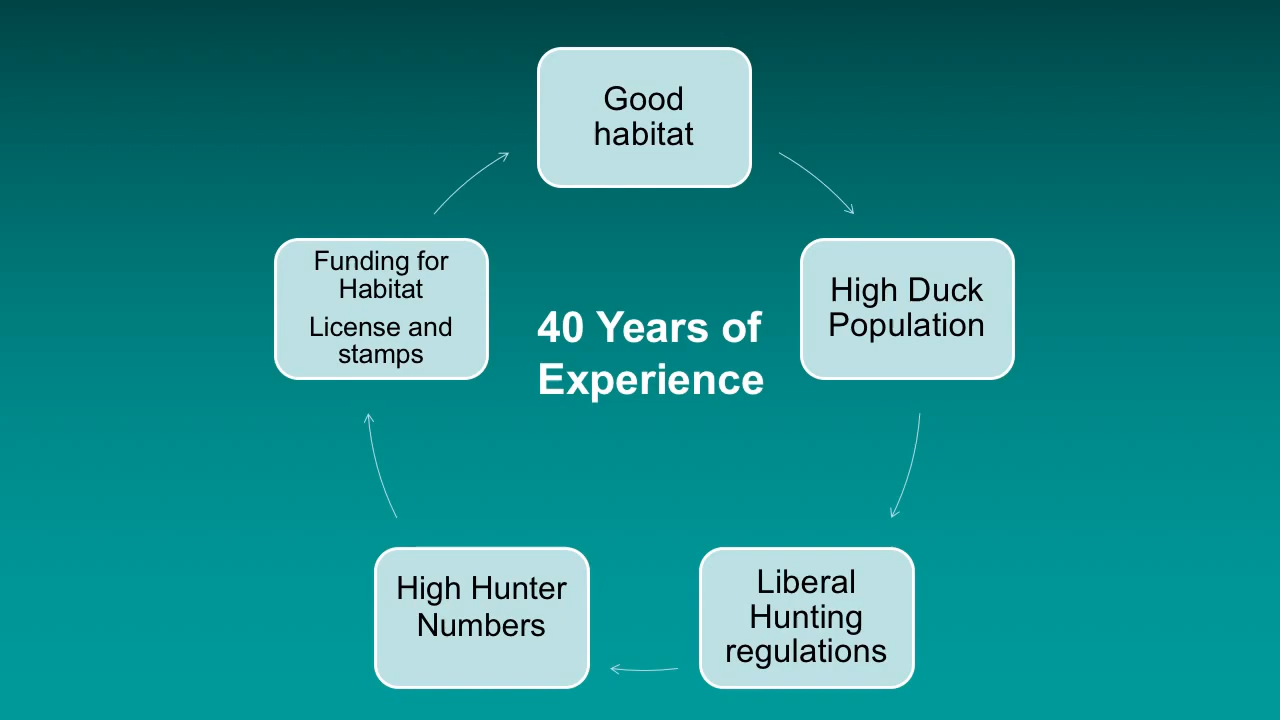 Good
habitat
High Duck
Population
Liberal
Hunting
regulations
High Hunter
Numbers
Funding for
Habitat
License and
stamps
40 Years of
Experience